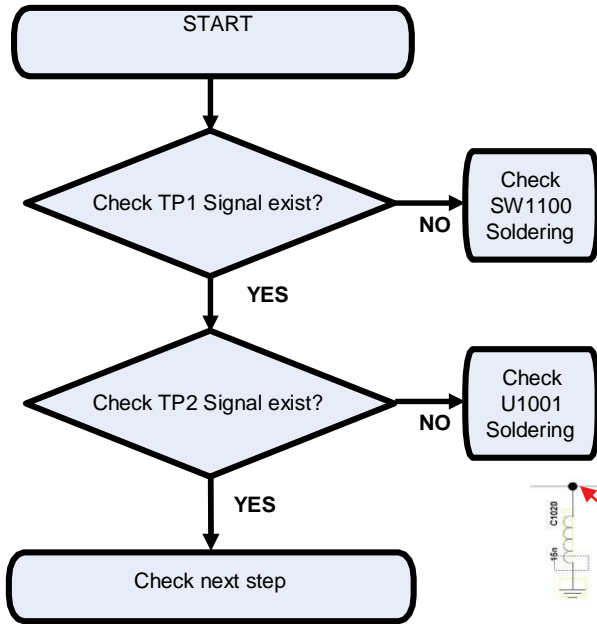 START
Check TP1 Signal exist?
NO
Check
SW1100
Soldering
YES
Check TP2 Signal exist?
NO
Check
U1001
Soldering
YES
C1020
15n
Check next step